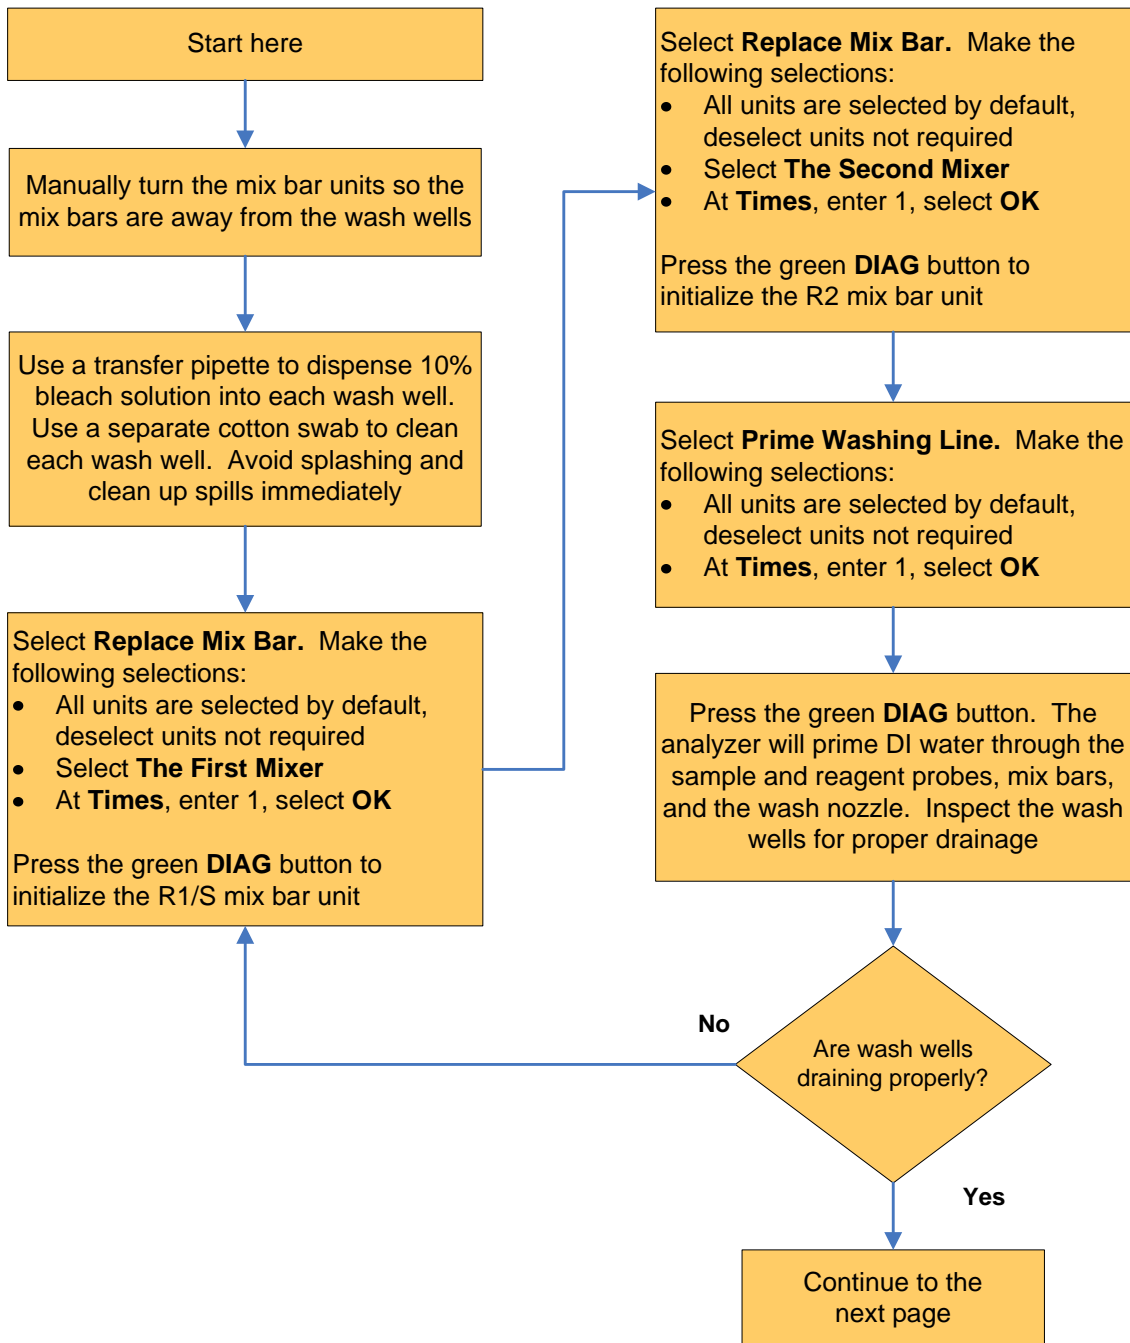 Start here
Manually turn the mix bar units so the
mix bars are away from the wash wells
Use a transfer pipette to dispense 10%
bleach solution into each wash well.
Use a separate cotton swab to clean
each wash well.  Avoid splashing and
clean up spills immediately
Select Replace Mix Bar.  Make the
following selections:
• All units are selected by default,
deselect units not required
• Select The First Mixer
• At Times, enter 1, select OK
Press the green DIAG button to
initialize the R1/S mix bar unit
Select Replace Mix Bar.  Make the
following selections:
• All units are selected by default,
deselect units not required
• Select The Second Mixer
• At Times, enter 1, select OK
Press the green DIAG button to
initialize the R2 mix bar unit
Select Prime Washing Line.  Make the
following selections:
• All units are selected by default,
deselect units not required
• At Times, enter 1, select OK
Press the green DIAG button.  The
analyzer will prime DI water through the
sample and reagent probes, mix bars,
and the wash nozzle.  Inspect the wash
wells for proper drainage
Are wash wells
draining properly?
No
Yes
Continue to the
next page